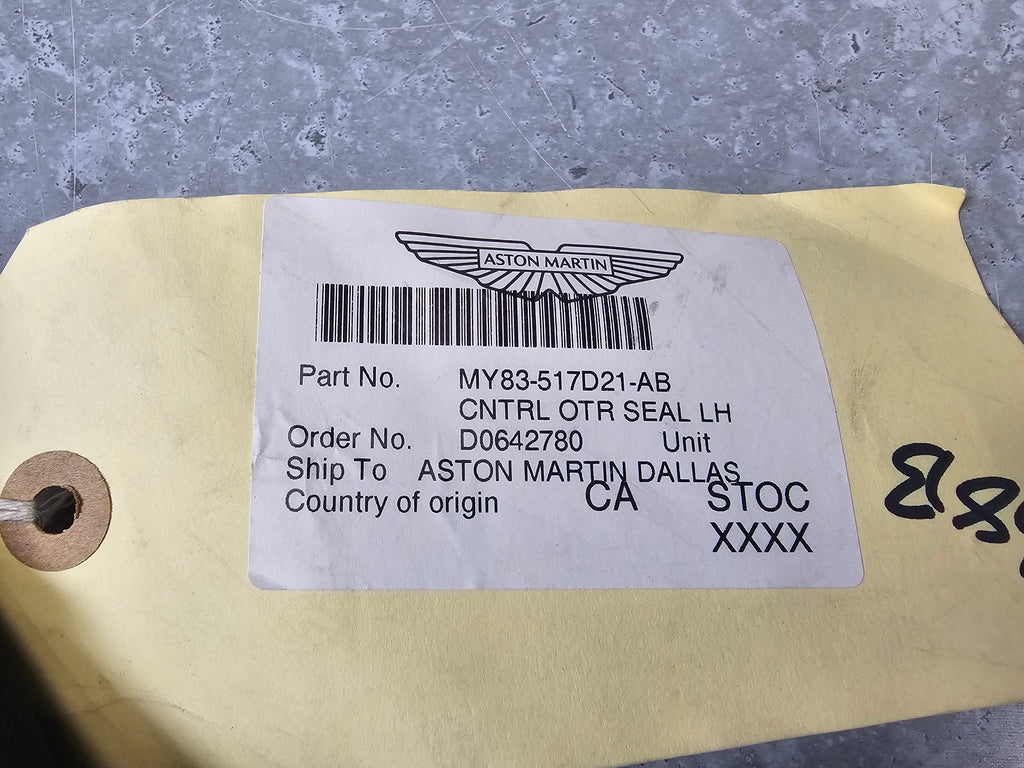 ASTON MARTIN
Part No. MY83-517D21-AB
CNTRL OTR SEAL LH
Order No. D0642780 Unit
Ship To ASTON MARTIN DALLAS
Country of origin CA STOC
XXXX